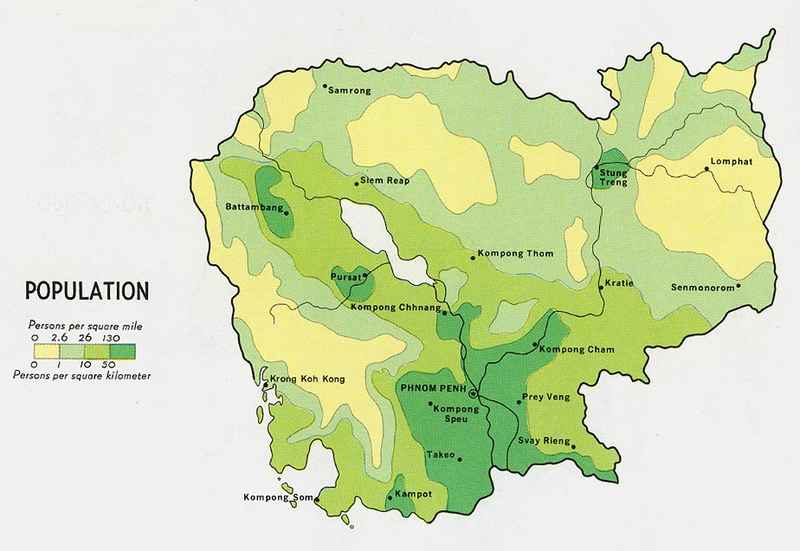 Samrong
Lomphat
Stung
Treng
Siem Reap
Battambang
Kompong Thom
Pursat
Kratie
Senmonorom
POPULATION
Kompong Chhnang
Persons per square mile
0 2.6 26 130
0 1 10 50
Persons per square kilometer
Kompong Cham
Krong Koh Kong
PHNOM PENH
Prey Veng
Kompong
Speu
Svay Rieng
Takeo
Kompong Som
Kampot